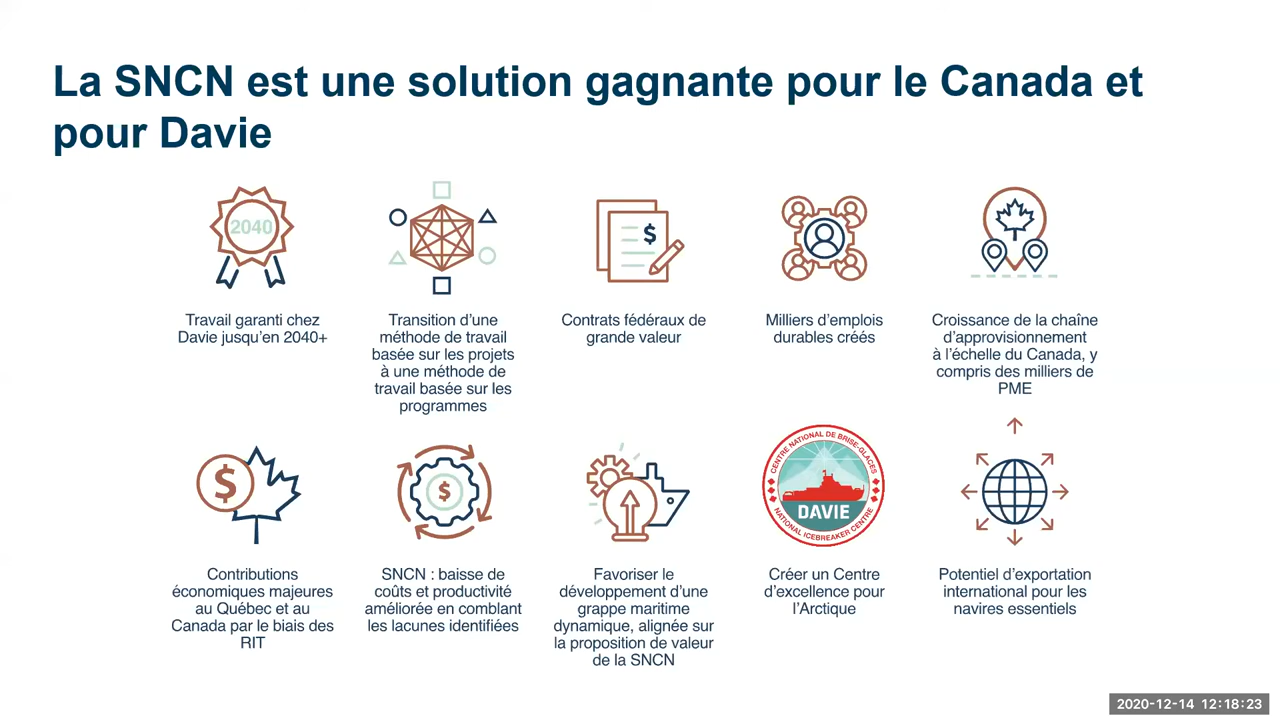 La SNCN est une solution gagnante pour le Canada et
pour Davie
2040
$
Travail garanti chez
Davie jusqu'en 2040+
Transition d'une
méthode de travail
basée sur les projets
à une méthode de
travail basée sur les
programmes
Contrats fédéraux de
grande valeur
Milliers d'emplois
durables créés
Croissance de la chaîne
d'approvisionnement
à l'échelle du Canada, y
compris des milliers de
PME
$
$
CENTRE NATIONAL DE BRISE-GLACES
DAVIE
NATIONAL ICEBREAKER CENTRE
Contributions
économiques majeures
au Québec et au
Canada par le biais des
RIT
SNCN : baisse de
coûts et productivité
améliorée en comblant
les lacunes identifiées
Favoriser le
développement d'une
grappe maritime
dynamique, alignée sur
la proposition de valeur
de la SNCN
Créer un Centre
d'excellence pour
l'Arctique
Potentiel d'exportation
international pour les
navires essentiels
2020-12-14 12:18:23